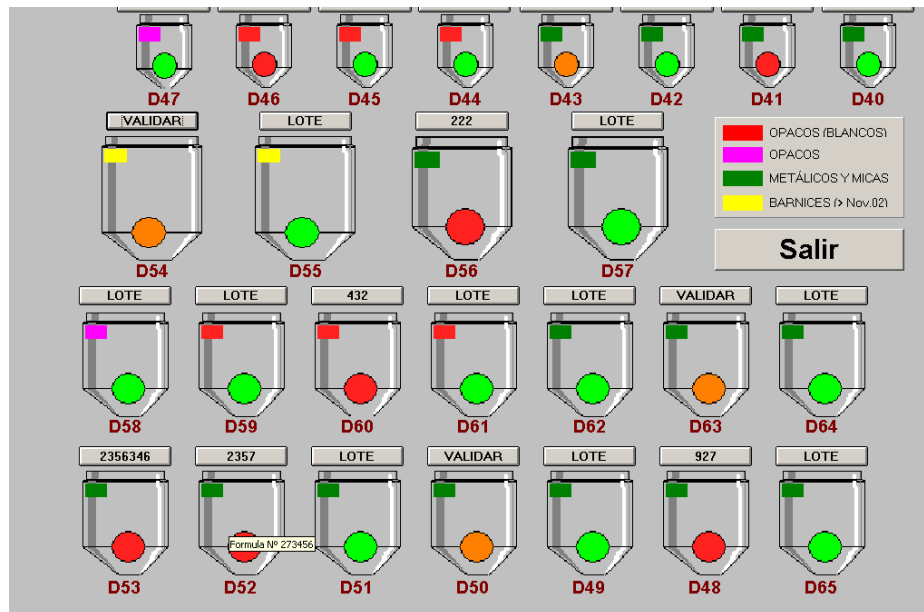 D47 D46 D45 D44 D43 D42 D41 D40
VALIDAR LOTE 222 LOTE
OPACOS (BLANCOS)
OPACOS
METÁLICOS Y MICAS
BARNICES (> Nov.02)
Salir
D54 D55 D56 D57
LOTE LOTE 432 LOTE LOTE VALIDAR LOTE
D58 D59 D60 D61 D62 D63 D64
2356346 2357 LOTE VALIDAR LOTE 927 LOTE
Formula Nº 273456
D53 D52 D51 D50 D49 D48 D65